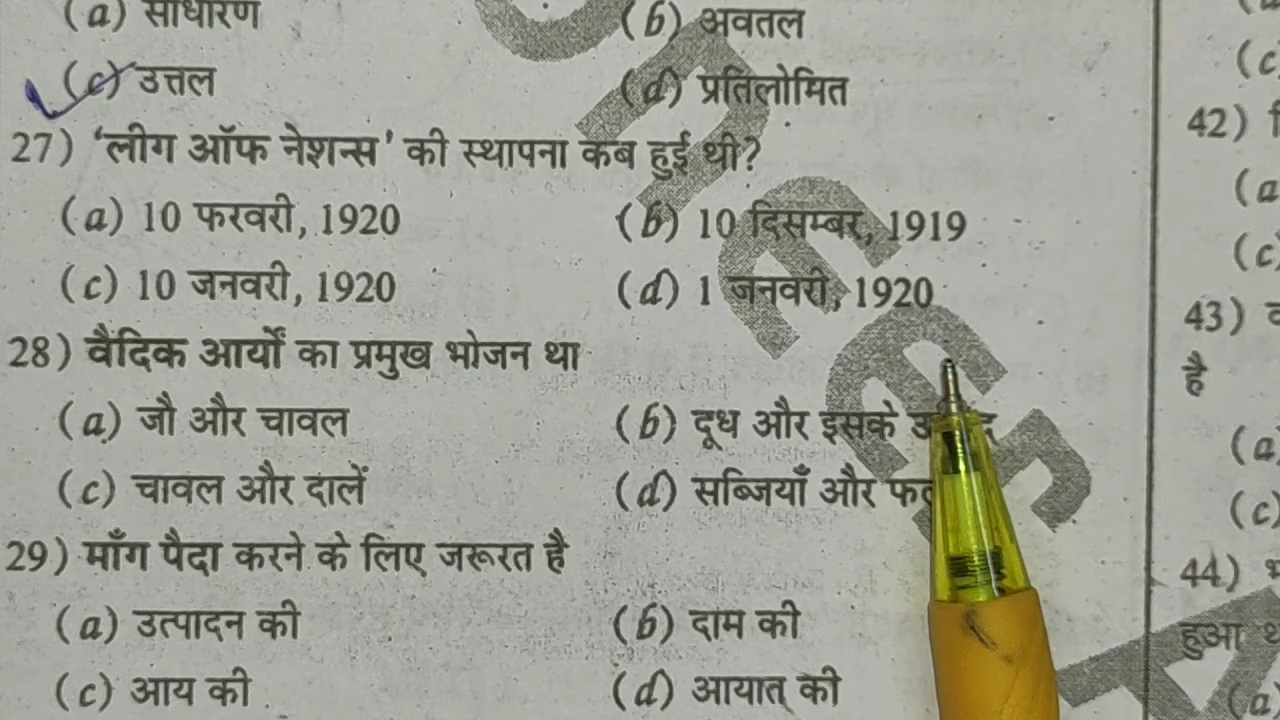 (a) साधारण (b) अवतल
(c) उत्तल (d) प्रतिलोमित
27) 'लीग ऑफ नेशन्स' की स्थापना कब हुई थी?
(a) 10 फरवरी, 1920 (b) 10 दिसम्बर, 1919
(c) 10 जनवरी, 1920 (d) 1 जनवरी, 1920
28) वैदिक आर्यों का प्रमुख भोजन था
(a) जौ और चावल (b) दूध और इसके
(c) चावल और दालें (d) सब्जियाँ और
29) माँग पैदा करने के लिए जरूरत है
(a) उत्पादन की (b) दाम की
(c) आय की (d) आयात् की
(c
42)
(a
(c)
43)
है
(a)
(c)
44)
हुआ
(a)